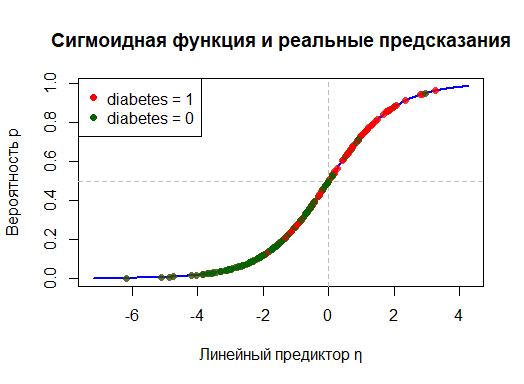 Сигмоидная функция и реальные предсказания
diabetes = 1
diabetes = 0
Вероятность p
0.0 0.2 0.4 0.6 0.8 1.0
-6 -4 -2 0 2 4
Линейный предиктор η